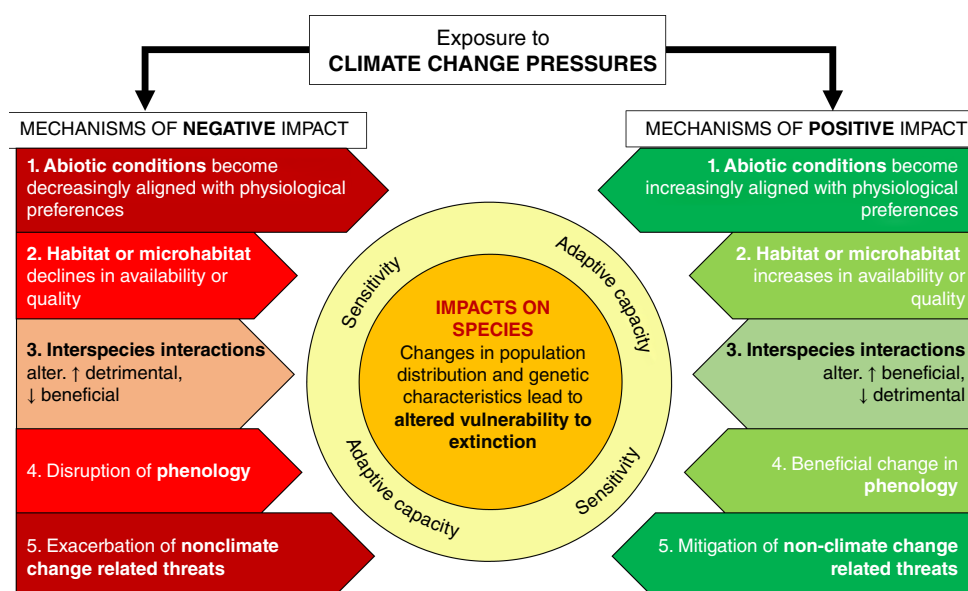 Exposure to
CLIMATE CHANGE PRESSURES
MECHANISMS OF NEGATIVE IMPACT
1. Abiotic conditions become
decreasingly aligned with physiological
preferences
2. Habitat or microhabitat
declines in availability or
quality
3. Interspecies interactions
alter. ↑ detrimental,
↓ beneficial
4. Disruption of phenology
5. Exacerbation of nonclimate
change related threats
Sensitivity
Adaptive capacity
IMPACTS ON
SPECIES
Changes in population
distribution and genetic
characteristics lead to
altered vulnerability to
extinction
Adaptive capacity
Sensitivity
MECHANISMS OF POSITIVE IMPACT
1. Abiotic conditions become
increasingly aligned with physiological
preferences
2. Habitat or microhabitat
increases in availability or
quality
3. Interspecies interactions
alter. ↑ beneficial,
↓ detrimental
4. Beneficial change in
phenology
5. Mitigation of non-climate change
related threats